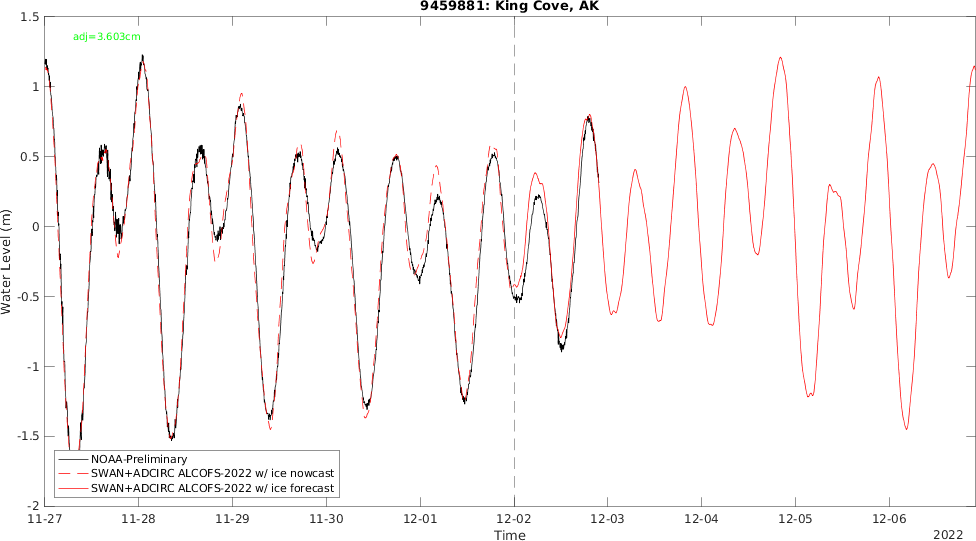 9459881: King Cove, AK
adj=3.603cm
1.5
1
0.5
0
-0.5
-1
-1.5
-2
Water Level (m)
NOAA-Preliminary
SWAN+ADCIRC ALCOFS-2022 w/ ice nowcast
SWAN+ADCIRC ALCOFS-2022 w/ ice forecast
11-27 11-28 11-29 11-30 12-01 12-02 12-03 12-04 12-05 12-06
Time
2022